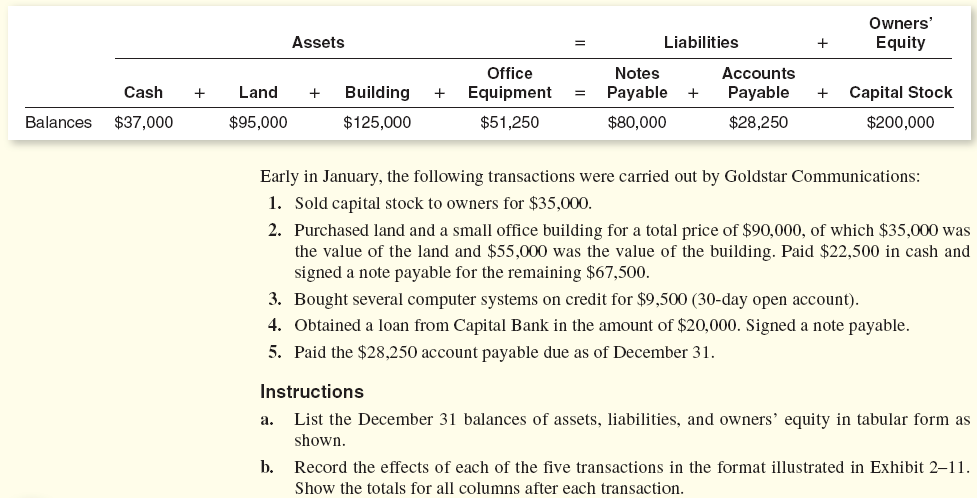 Owners'
Assets = Liabilities + Equity
Office Notes Accounts
Cash + Land + Building + Equipment = Payable + Payable + Capital Stock
Balances $37,000 $95,000 $125,000 $51,250 $80,000 $28,250 $200,000
Early in January, the following transactions were carried out by Goldstar Communications:
1. Sold capital stock to owners for $35,000.
2. Purchased land and a small office building for a total price of $90,000, of which $35,000 was
the value of the land and $55,000 was the value of the building. Paid $22,500 in cash and
signed a note payable for the remaining $67,500.
3. Bought several computer systems on credit for $9,500 (30-day open account).
4. Obtained a loan from Capital Bank in the amount of $20,000. Signed a note payable.
5. Paid the $28,250 account payable due as of December 31.
Instructions
a. List the December 31 balances of assets, liabilities, and owners' equity in tabular form as
shown.
b. Record the effects of each of the five transactions in the format illustrated in Exhibit 2–11.
Show the totals for all columns after each transaction.